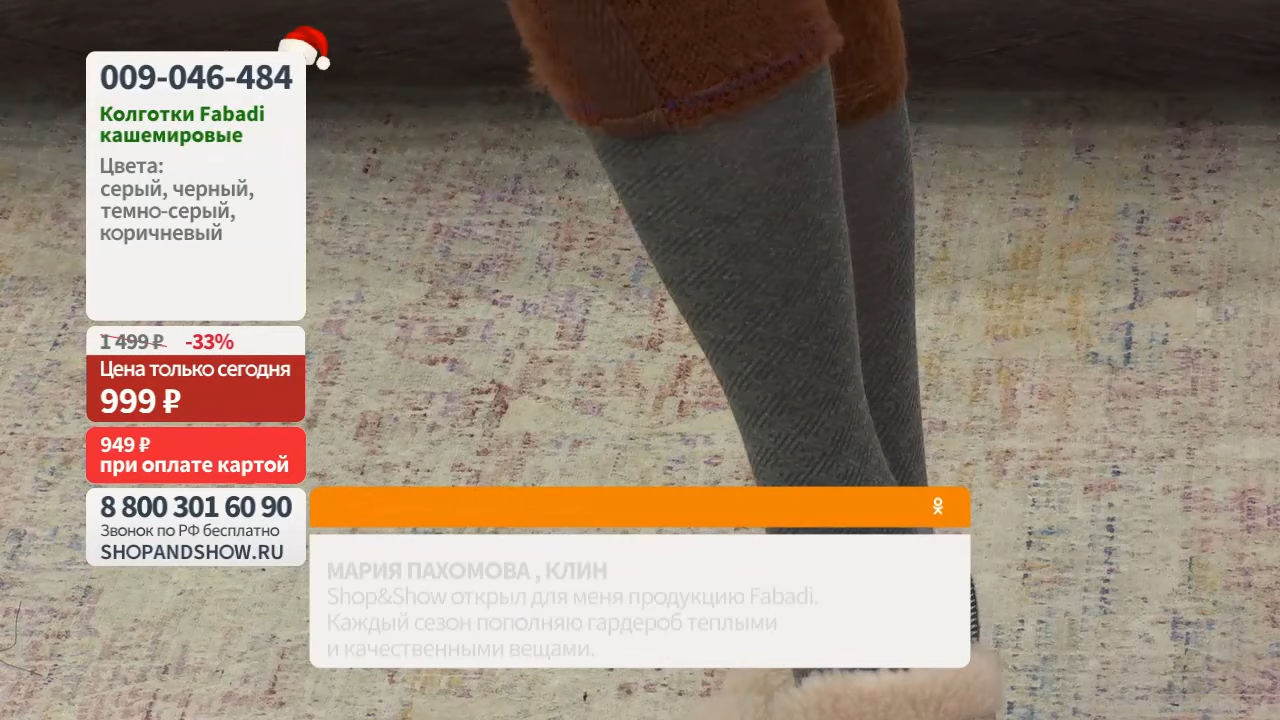 009-046-484
Колготки Fabadi
кашемировые
Цвета:
серый, черный,
темно-серый,
коричневый
1 499 ₽ -33%
Цена только сегодня
999 ₽
949 ₽
при оплате картой
8 800 301 60 90
Звонок по РФ бесплатно
SHOPANDSHOW.RU
МАРИЯ ПАХОМОВА , КЛИН
Shop&Show открыл для меня продукцию Fabadi.
Каждый сезон пополняю гардероб теплыми
и качественными вещами.